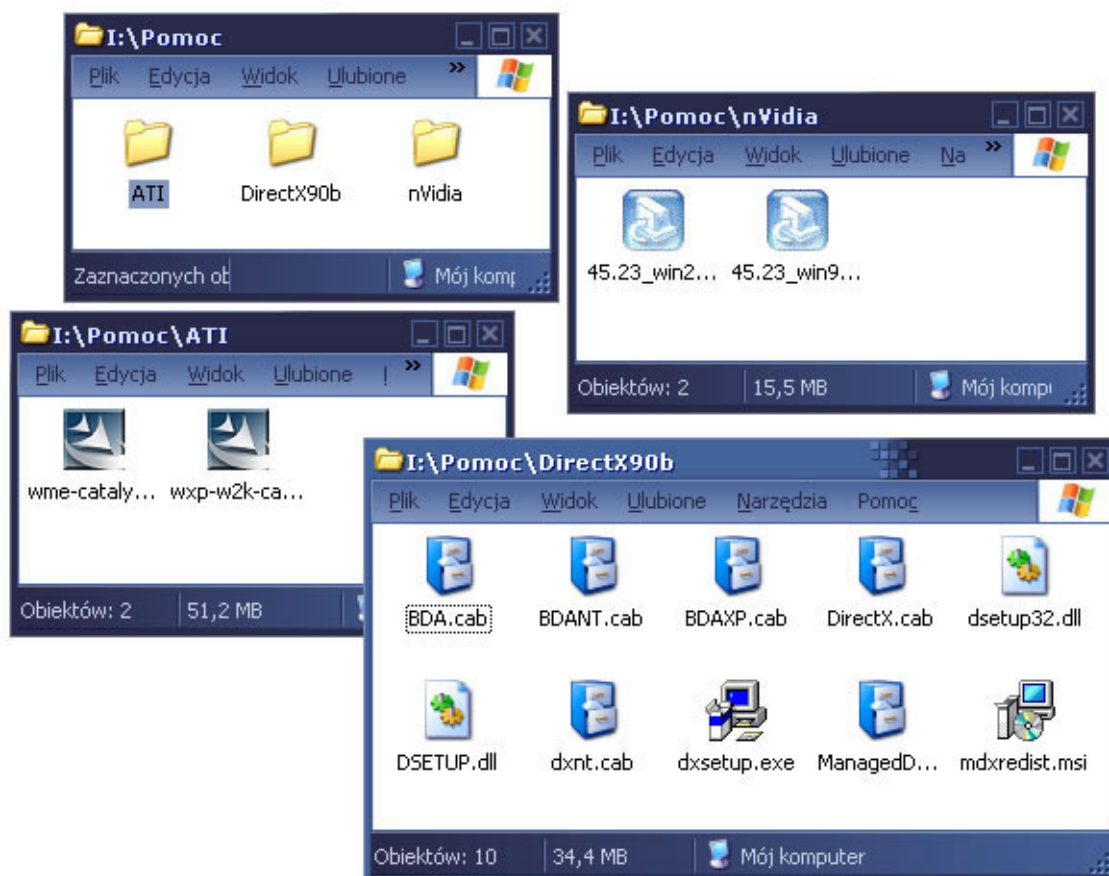 I:\Pomoc
Plik Edycja Widok Ulubione »
ATI DirectX90b nVidia
Zaznaczonych ob Mój komp
I:\Pomoc\nVidia
Plik Edycja Widok Ulubione Na »
45.23_win2... 45.23_win9...
Obiektów: 2 15,5 MB Mój kompu
I:\Pomoc\ATI
Plik Edycja Widok Ulubione »
wme-cataly... wxp-w2k-ca...
Obiektów: 2 51,2 MB
I:\Pomoc\DirectX90b
Plik Edycja Widok Ulubione Narzędzia Pomoc
BDA.cab BDANT.cab BDAXP.cab DirectX.cab dsetup32.dll
DSETUP.dll dxnt.cab dxsetup.exe ManagedD... mdxredist.msi
Obiektów: 10 34,4 MB Mój komputer